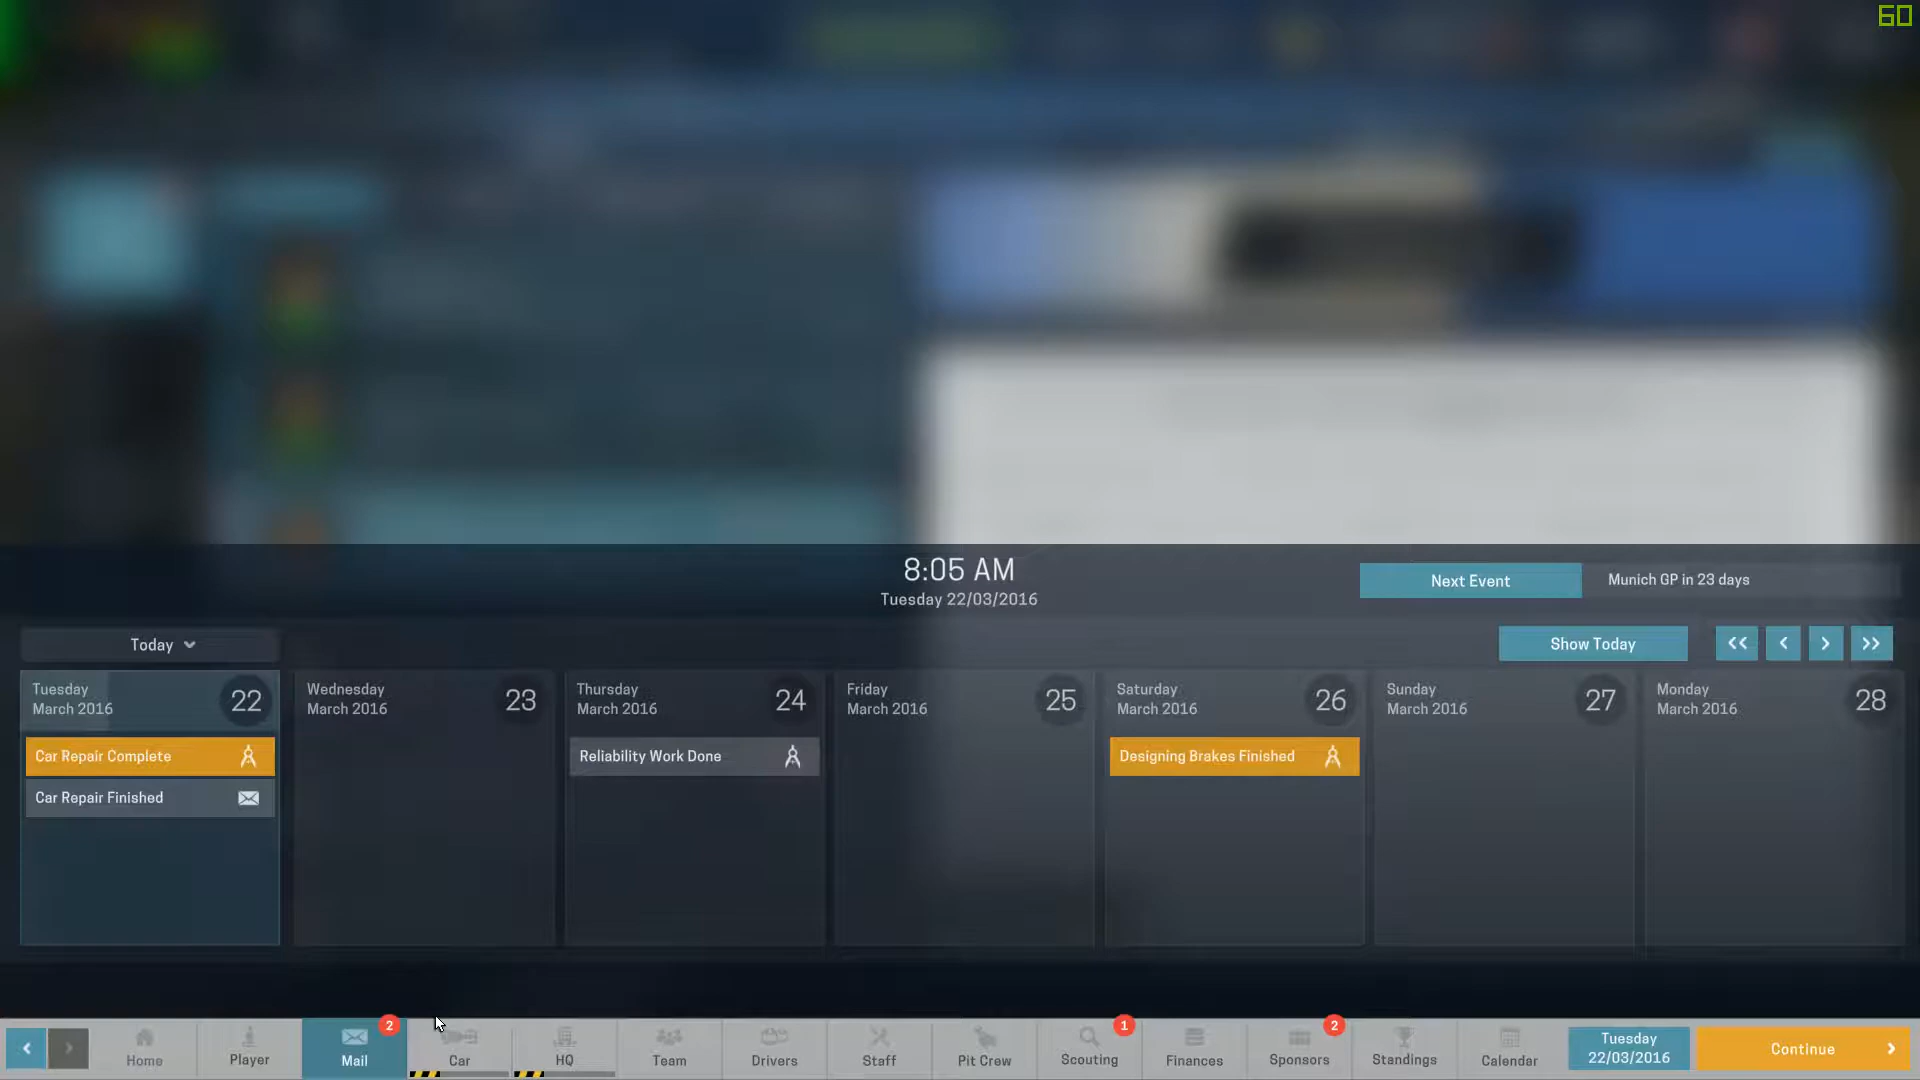 60
8:05 AM
Tuesday 22/03/2016
Next Event
Munich GP in 23 days
Today
Show Today
Tuesday
March 2016
22
Wednesday
March 2016
23
Thursday
March 2016
24
Friday
March 2016
25
Saturday
March 2016
26
Sunday
March 2016
27
Monday
March 2016
28
Car Repair Complete
Reliability Work Done
Designing Brakes Finished
Car Repair Finished
Home
Player
Mail
2
Car
HQ
Team
Drivers
Staff
Pit Crew
Scouting
1
Finances
Sponsors
2
Standings
Calendar
Tuesday
22/03/2016
Continue